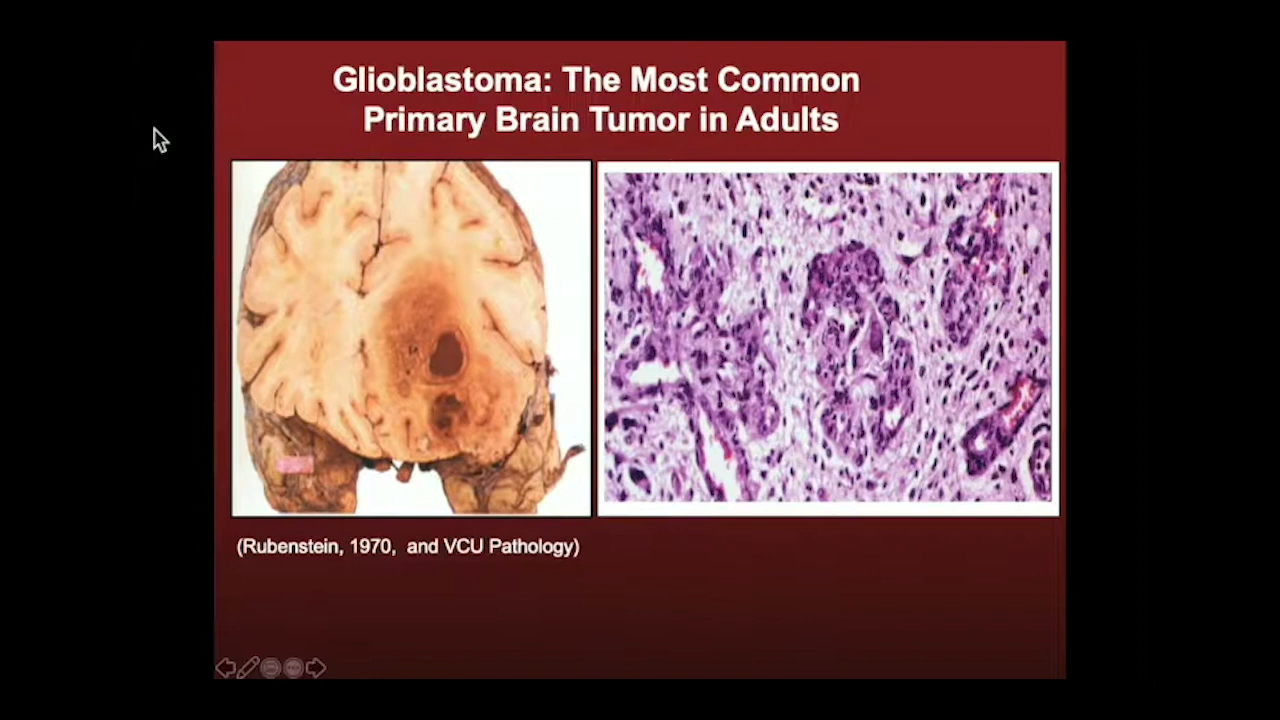 Glioblastoma: The Most Common
Primary Brain Tumor in Adults
(Rubenstein, 1970, and VCU Pathology)